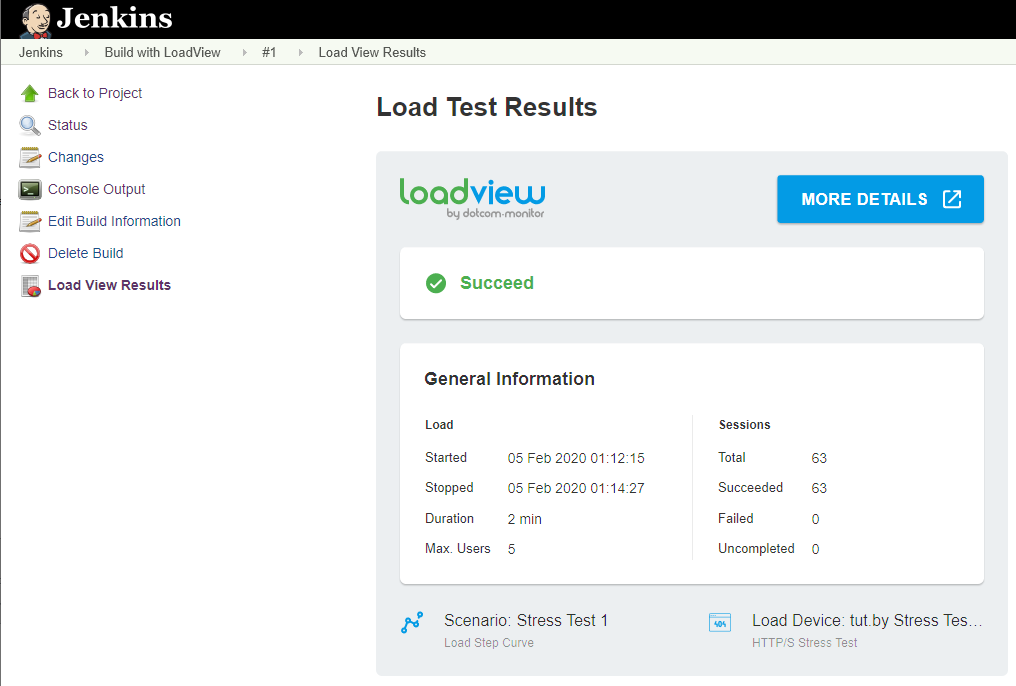 Jenkins
Jenkins Build with LoadView #1 Load View Results
Back to Project
Status
Changes
Console Output
Edit Build Information
Delete Build
Load View Results
Load Test Results
loadview
by dotcom-monitor
MORE DETAILS
Succeed
General Information
Load
Started 05 Feb 2020 01:12:15
Stopped 05 Feb 2020 01:14:27
Duration 2 min
Max. Users 5
Sessions
Total 63
Succeeded 63
Failed 0
Uncompleted 0
Scenario: Stress Test 1
Load Step Curve
404
Load Device: tut.by Stress Tes...
HTTP/S Stress Test